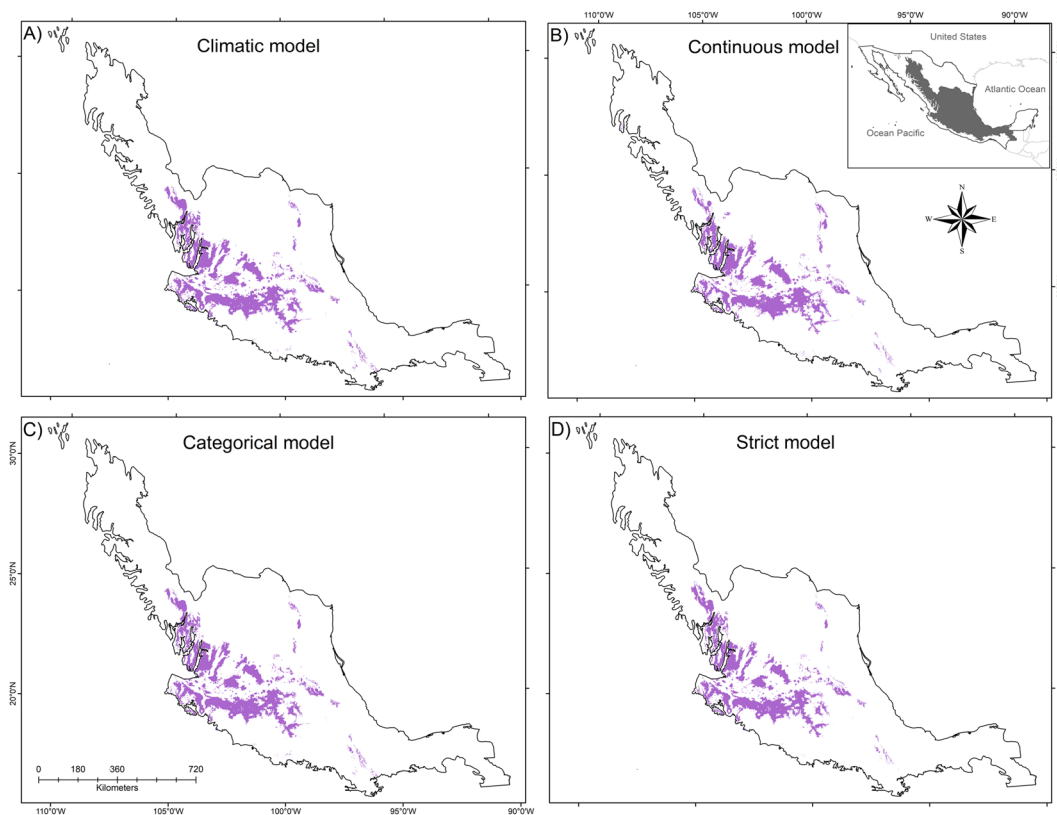 110°0'W 105°0'W 100°0'W 95°0'W 90°0'W
A)
Climatic model
B)
Continuous model
United States
Atlantic Ocean
Ocean Pacific
N
W E
S
C)
Categorical model
D)
Strict model
30°0'N
25°0'N
20°0'N
0 180 360 720
Kilometers
110°0'W 105°0'W 100°0'W 95°0'W 90°0'W